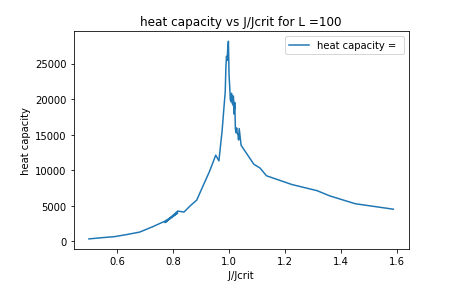 heat capacity vs J/Jcrit for L =100
heat capacity =
heat capacity
25000
20000
15000
10000
5000
0
0.6 0.8 1.0 1.2 1.4 1.6
J/Jcrit